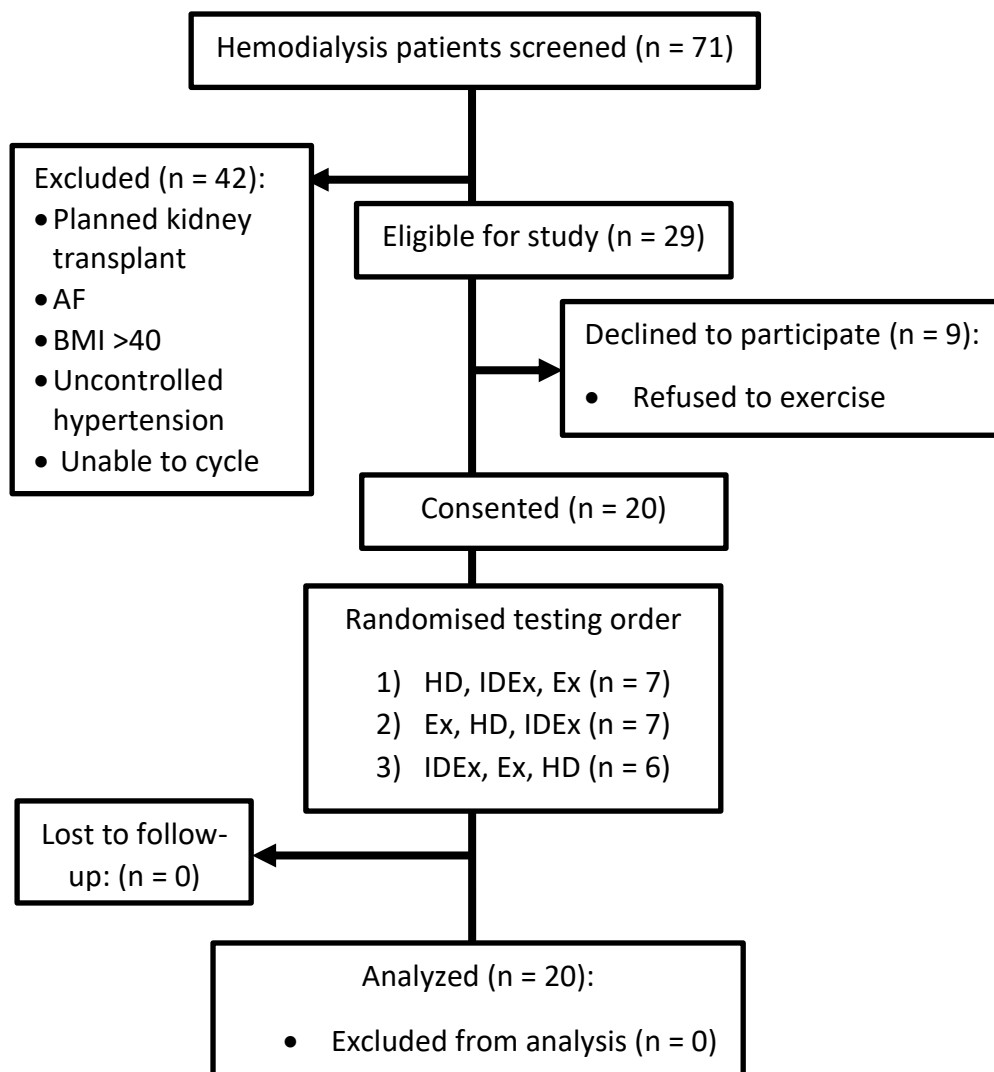 Hemodialysis patients screened (n = 71)
Excluded (n = 42):
• Planned kidney
transplant
• AF
• BMI >40
• Uncontrolled
hypertension
• Unable to cycle
Eligible for study (n = 29)
Declined to participate (n = 9):
• Refused to exercise
Consented (n = 20)
Randomised testing order
1) HD, IDEx, Ex (n = 7)
2) Ex, HD, IDEx (n = 7)
3) IDEx, Ex, HD (n = 6)
Lost to follow-
up: (n = 0)
Analyzed (n = 20):
• Excluded from analysis (n = 0)